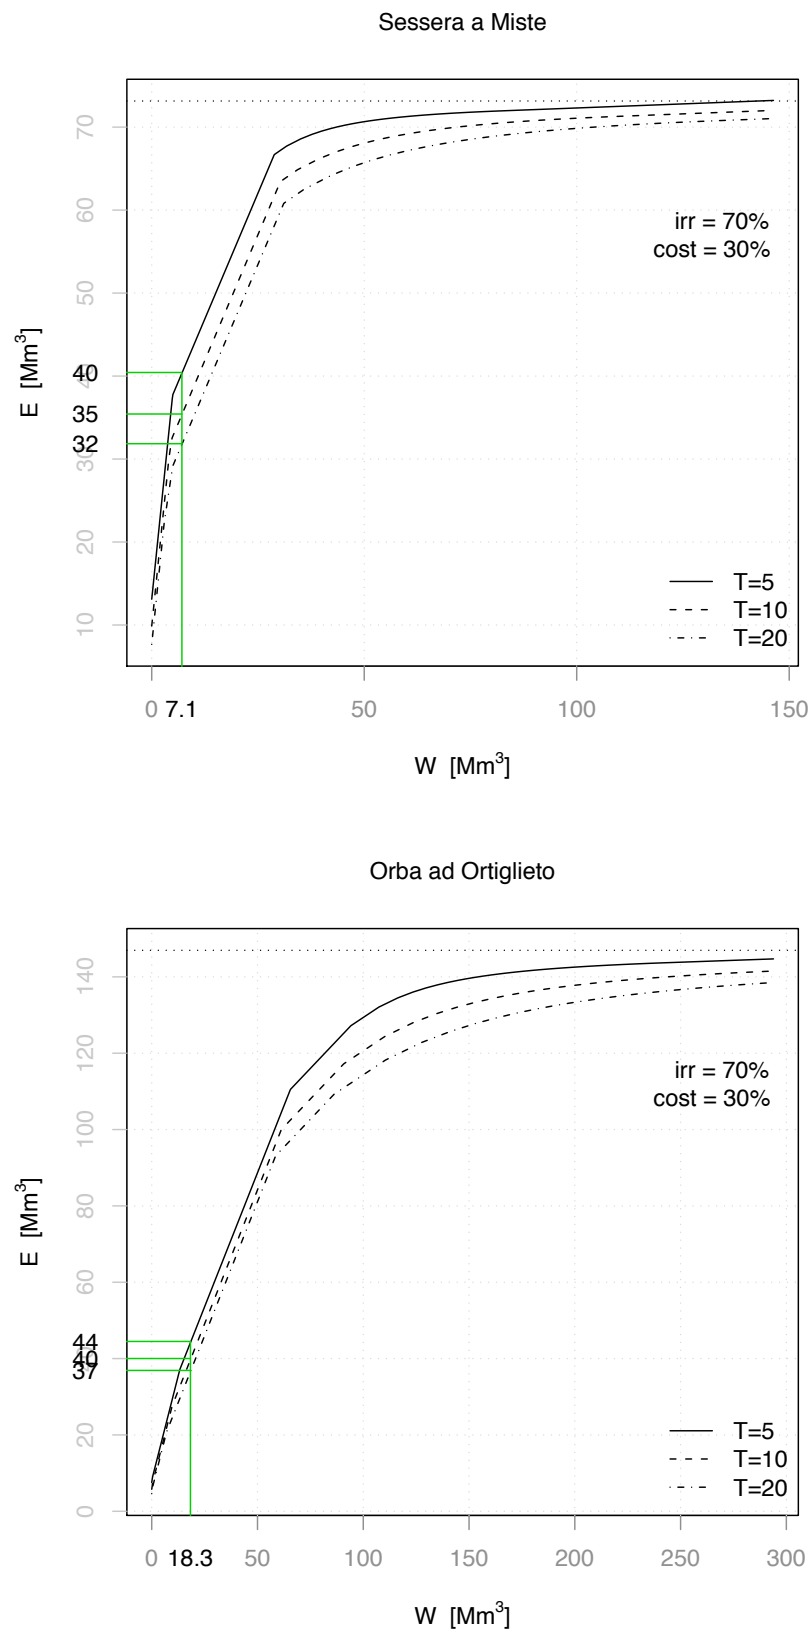 Sessera a Miste
70
60
irr = 70%
cost = 30%
50
E [Mm³]
40
40
35
32
30
20
10
T=5
T=10
T=20
0 7.1 50 100 150
W [Mm³]
Orba ad Ortiglieto
140
120
irr = 70%
cost = 30%
100
80
E [Mm³]
60
44
40
37
20
0
T=5
T=10
T=20
0 18.3 50 100 150 200 250 300
W [Mm³]